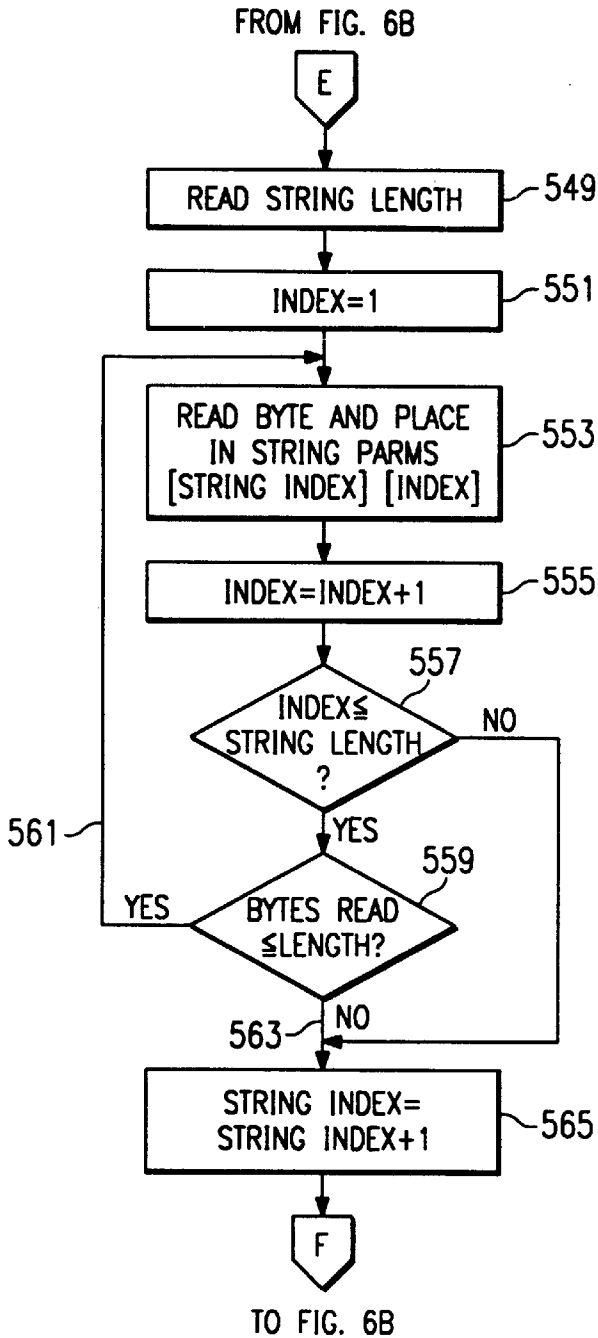 FROM FIG. 6B
E
READ STRING LENGTH
549
INDEX=1
551
READ BYTE AND PLACE
IN STRING PARMS
[STRING INDEX] [INDEX]
553
INDEX=INDEX+1
555
557
INDEX≦
STRING LENGTH
?
NO
YES
561
559
YES
BYTES READ
≦LENGTH?
563
NO
STRING INDEX=
STRING INDEX+1
565
F
TO FIG. 6B